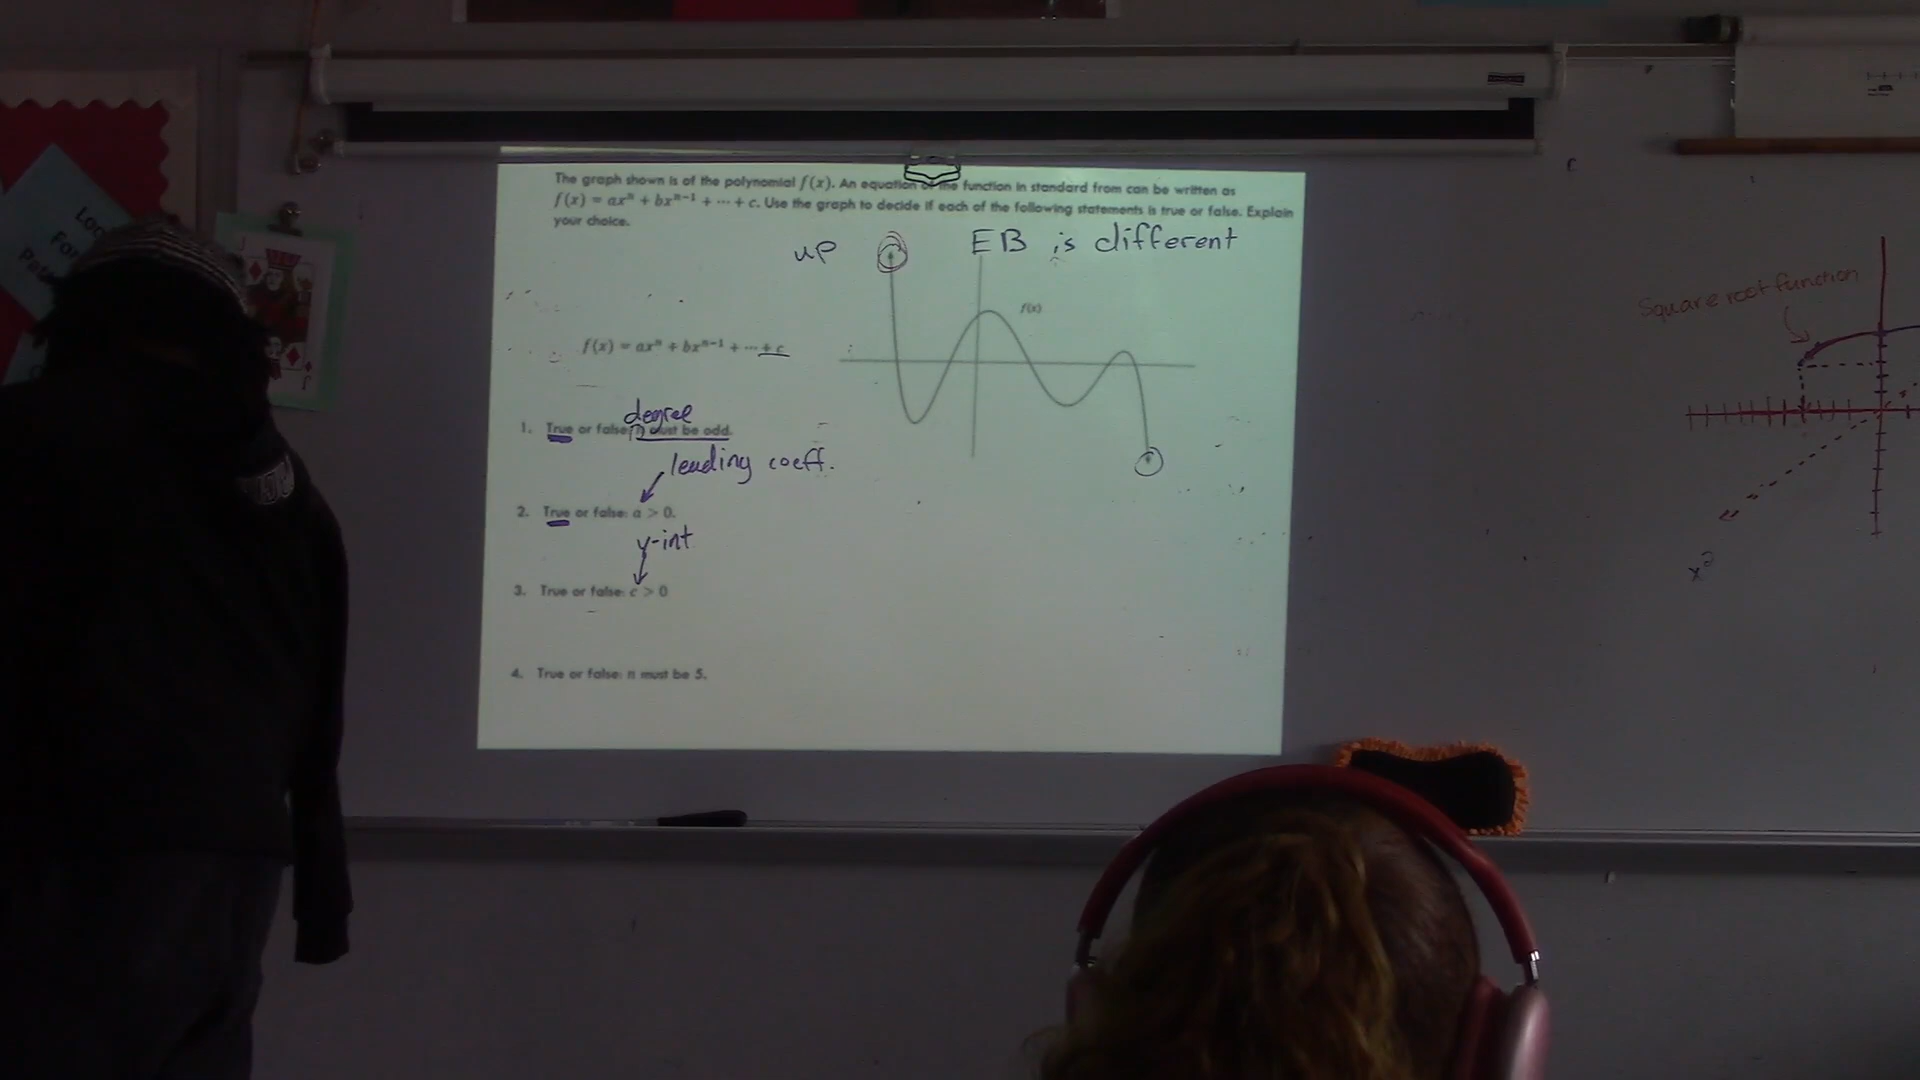 The graph shown is of the polynomial f(x). An equation of the function in standard from can be written as
f(x) = axⁿ + bxⁿ⁻¹ + ⋯ + c. Use the graph to decide if each of the following statements is true or false. Explain
your choice.
up
EB is different
f(x)
f(x) = axⁿ + bxⁿ⁻¹ + ⋯ + c
degree
1. True or false: n must be odd.
leading coeff.
2. True or false: a > 0.
y-int
3. True or false: c > 0
4. True or false: n must be 5.
Square root function
x²
Loo
For
Pat
J